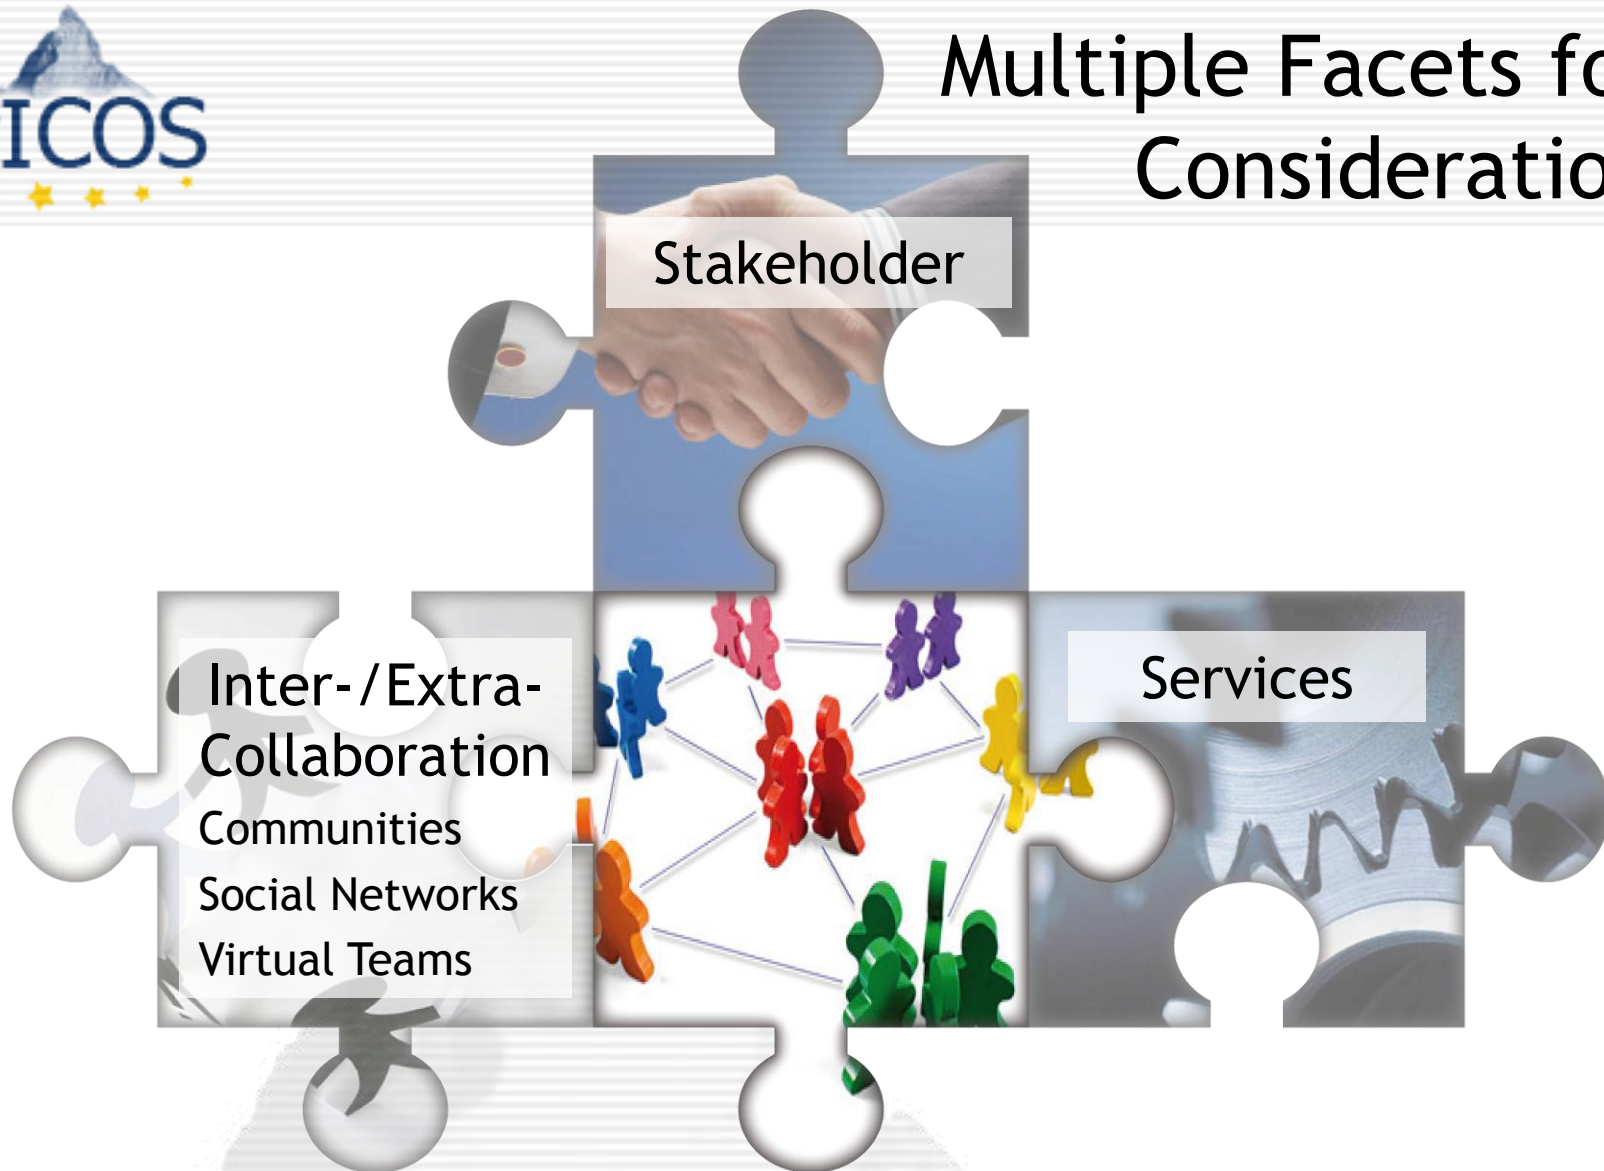 ICOS
Multiple Facets fo
Consideratio
Stakeholder
Inter-/Extra-
Collaboration
Communities
Social Networks
Virtual Teams
Services